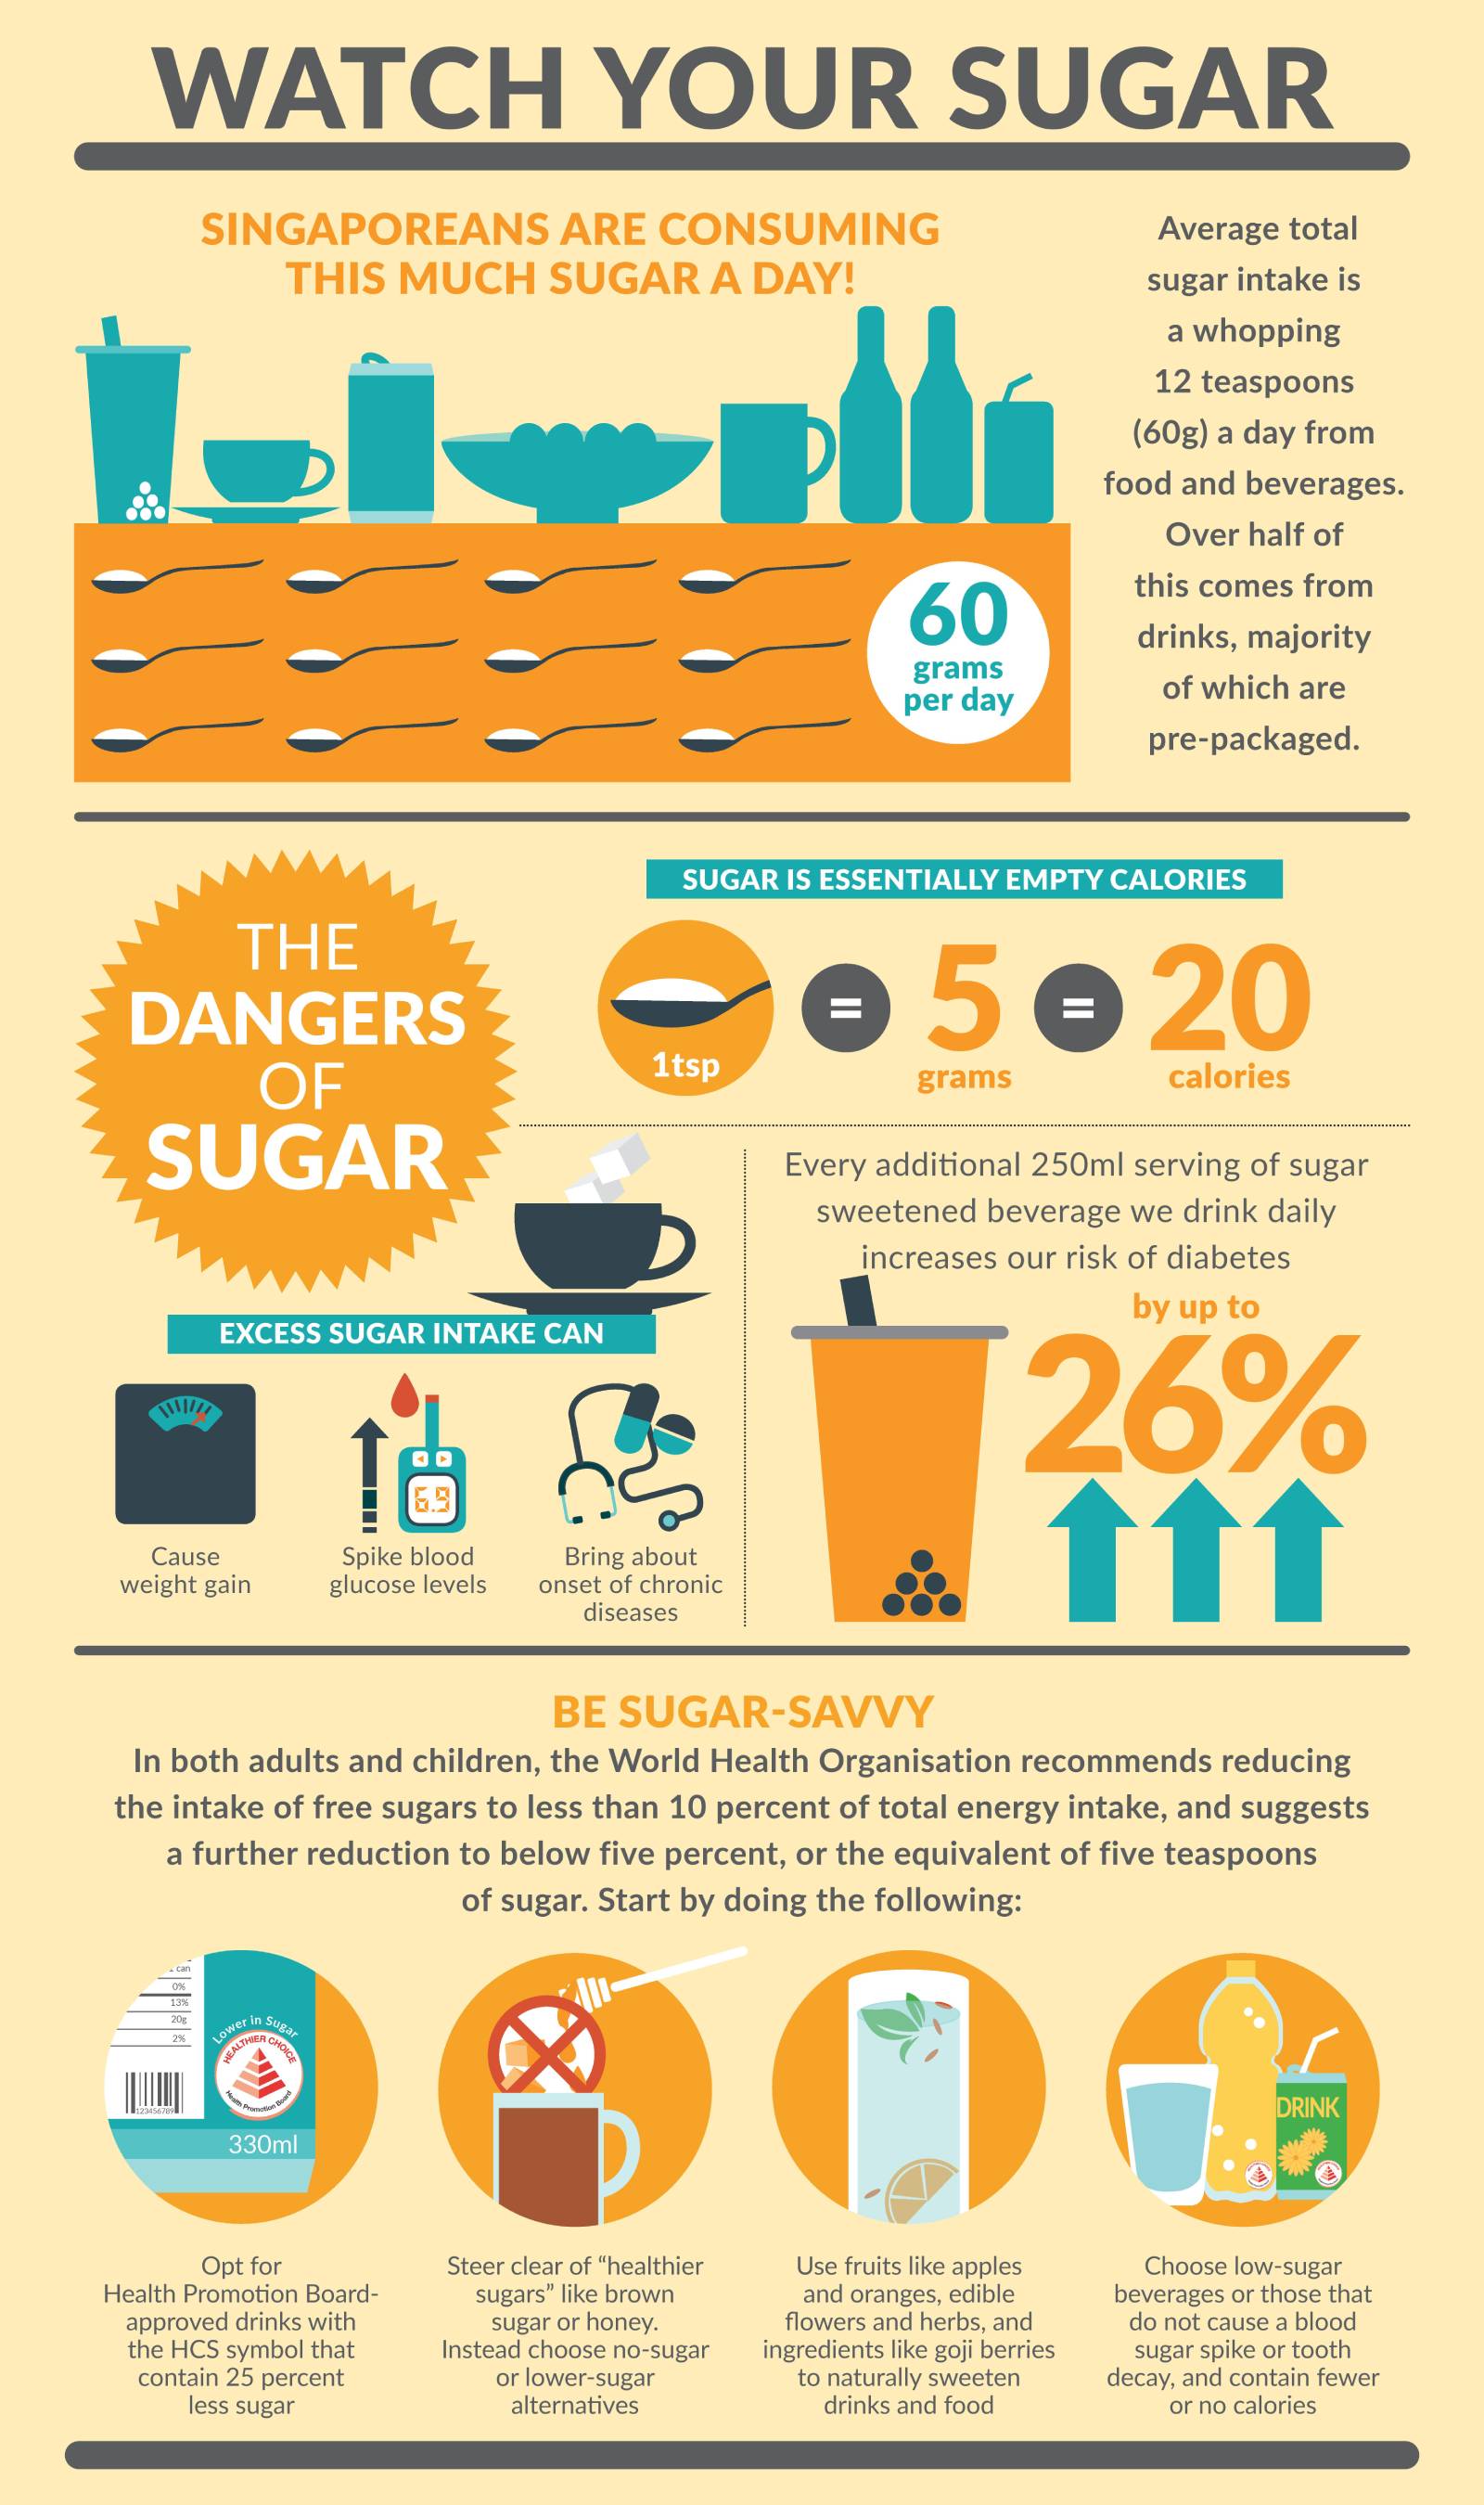 WATCH YOUR SUGAR
SINGAPOREANS ARE CONSUMING
THIS MUCH SUGAR A DAY!
60
grams
per day
Average total
sugar intake is
a whopping
12 teaspoons
(60g) a day from
food and beverages.
Over half of
this comes from
drinks, majority
of which are
pre-packaged.
THE
DANGERS
OF
SUGAR
SUGAR IS ESSENTIALLY EMPTY CALORIES
1tsp
=
5
grams
=
20
calories
EXCESS SUGAR INTAKE CAN
6.9
Cause
weight gain
Spike blood
glucose levels
Bring about
onset of chronic
diseases
Every additional 250ml serving of sugar
sweetened beverage we drink daily
increases our risk of diabetes
by up to
26%
BE SUGAR-SAVVY
In both adults and children, the World Health Organisation recommends reducing
the intake of free sugars to less than 10 percent of total energy intake, and suggests
a further reduction to below five percent, or the equivalent of five teaspoons
of sugar. Start by doing the following:
can
0%
13%
20g
2%
123456789
Lower in Sugar
HEALTHIER CHOICE
Health Promotion Board
330ml
Opt for
Health Promotion Board-
approved drinks with
the HCS symbol that
contain 25 percent
less sugar
Steer clear of “healthier
sugars” like brown
sugar or honey.
Instead choose no-sugar
or lower-sugar
alternatives
Use fruits like apples
and oranges, edible
flowers and herbs, and
ingredients like goji berries
to naturally sweeten
drinks and food
DRINK
Choose low-sugar
beverages or those that
do not cause a blood
sugar spike or tooth
decay, and contain fewer
or no calories